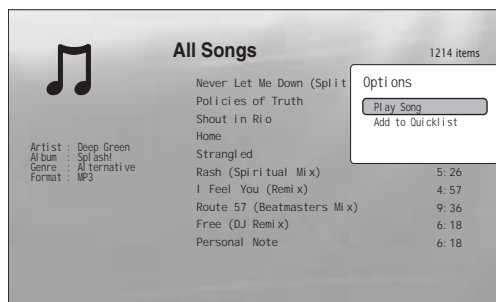 All Songs
1214 items
Never Let Me Down (Split
Policies of Truth
Shout in Rio
Home
Strangled
Rash (Spiritual Mix) 5:26
I Feel You (Remix) 4:57
Route 57 (Beatmasters Mix) 9:36
Free (DJ Remix) 6:18
Personal Note 6:18
Options
Play Song
Add to Quicklist
Artist : Deep Green
Album : Splash!
Genre : Alternative
Format : MP3